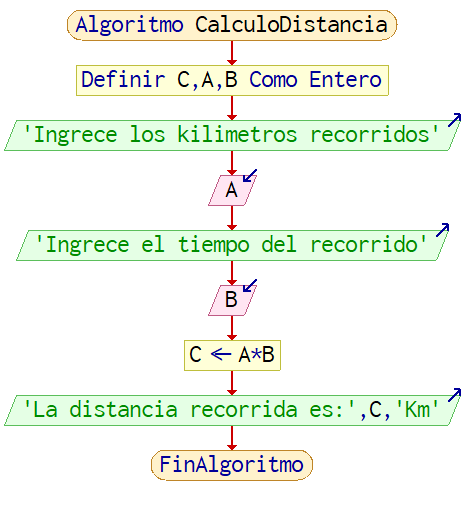 Algoritmo CalculoDistancia
Definir C,A,B Como Entero
'Ingrece los kilimetros recorridos'
A
'Ingrece el tiempo del recorrido'
B
C ← A*B
'La distancia recorrida es:',C,'Km'
FinAlgoritmo